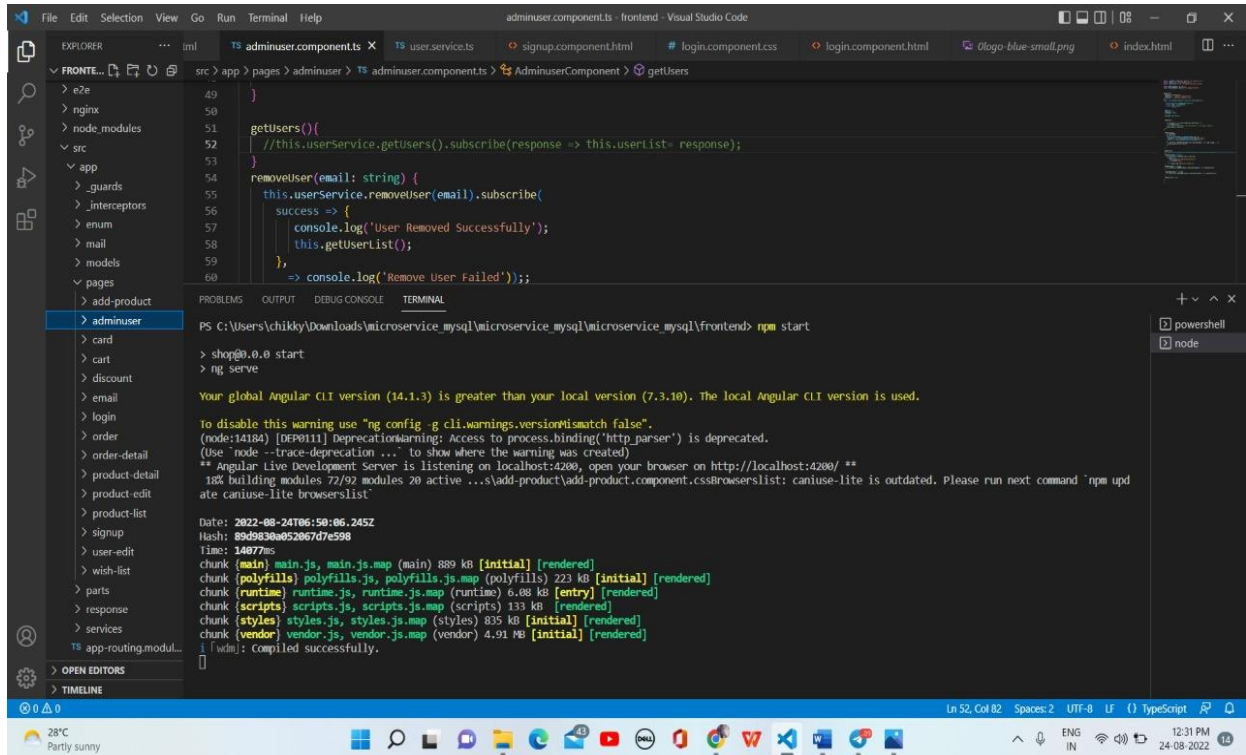 File Edit Selection View Go Run Terminal Help
adminuser.component.ts - frontend - Visual Studio Code
EXPLORER
FRONTE...
e2e
nginx
node_modules
src
app
_guards
_interceptors
enum
mail
models
pages
add-product
adminuser
card
cart
discount
email
login
order
order-detail
product-detail
product-edit
product-list
signup
user-edit
wish-list
parts
response
services
TS app-routing.modul...
OPEN EDITORS
TIMELINE
tml TS adminuser.component.ts TS user.service.ts signup.component.html # login.component.css login.component.html 0logo-blue-small.png index.html
src > app > pages > adminuser > TS adminuser.component.ts > AdminuserComponent > getUsers
49 }
50
51 getUsers(){
52 //this.userService.getUsers().subscribe(response => this.userList= response);
53 }
54 removeUser(email: string) {
55 this.userService.removeUser(email).subscribe(
56 success => {
57 console.log('User Removed Successfully');
58 this.getUserList();
59 },
60 => console.log('Remove User Failed'));;
PROBLEMS OUTPUT DEBUG CONSOLE TERMINAL
powershell
node
PS C:\Users\chikky\Downloads\microservice_mysql\microservice_mysql\microservice_mysql\frontend> npm start
> shop@0.0.0 start
> ng serve
Your global Angular CLI version (14.1.3) is greater than your local version (7.3.10). The local Angular CLI version is used.
To disable this warning use "ng config -g cli.warnings.versionMismatch false".
(node:14184) [DEP0111] DeprecationWarning: Access to process.binding('http_parser') is deprecated.
(Use `node --trace-deprecation ...` to show where the warning was created)
** Angular Live Development Server is listening on localhost:4200, open your browser on http://localhost:4200/ **
18% building modules 72/92 modules 20 active ...s\add-product\add-product.component.cssBrowserslist: caniuse-lite is outdated. Please run next command `npm upd
ate caniuse-lite browserslist`
Date: 2022-08-24T06:50:06.245Z
Hash: 89d9830a052067d7e598
Time: 14077ms
chunk {main} main.js, main.js.map (main) 889 kB [initial] [rendered]
chunk {polyfills} polyfills.js, polyfills.js.map (polyfills) 223 kB [initial] [rendered]
chunk {runtime} runtime.js, runtime.js.map (runtime) 6.08 kB [entry] [rendered]
chunk {scripts} scripts.js, scripts.js.map (scripts) 133 kB [rendered]
chunk {styles} styles.js, styles.js.map (styles) 835 kB [initial] [rendered]
chunk {vendor} vendor.js, vendor.js.map (vendor) 4.91 MB [initial] [rendered]
i ｢wdm｣: Compiled successfully.
0 0
Ln 52, Col 82 Spaces: 2 UTF-8 LF {} TypeScript
28°C
Partly sunny
43
DELL
ENG
IN
12:31 PM
24-08-2022
14